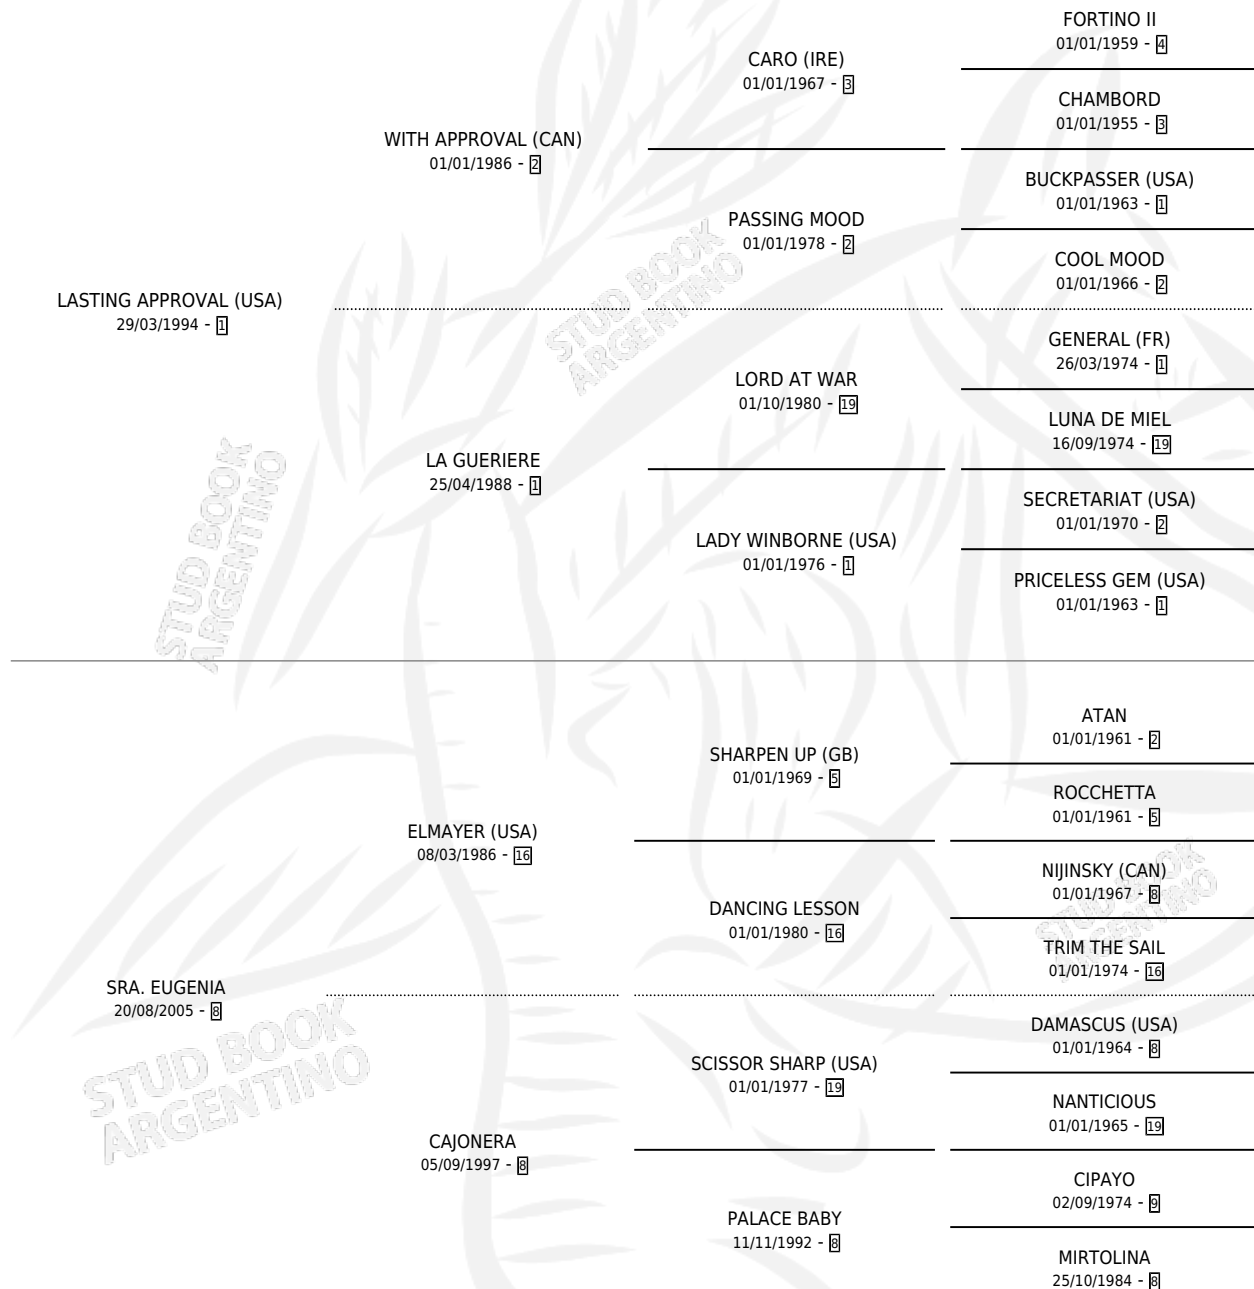 FORTINO II
01/01/1959 - 4
CARO (IRE)
01/01/1967 - 3
CHAMBORD
01/01/1955 - 3
WITH APPROVAL (CAN)
01/01/1986 - 2
BUCKPASSER (USA)
01/01/1963 - 1
PASSING MOOD
01/01/1978 - 2
COOL MOOD
01/01/1966 - 2
LASTING APPROVAL (USA)
29/03/1994 - 1
GENERAL (FR)
26/03/1974 - 1
LORD AT WAR
01/10/1980 - 19
LUNA DE MIEL
16/09/1974 - 19
LA GUERIERE
25/04/1988 - 1
SECRETARIAT (USA)
01/01/1970 - 2
LADY WINBORNE (USA)
01/01/1976 - 1
PRICELESS GEM (USA)
01/01/1963 - 1
ATAN
01/01/1961 - 2
SHARPEN UP (GB)
01/01/1969 - 5
ROCCHETTA
01/01/1961 - 5
ELMAYER (USA)
08/03/1986 - 16
NIJINSKY (CAN)
01/01/1967 - 8
DANCING LESSON
01/01/1980 - 16
TRIM THE SAIL
01/01/1974 - 16
SRA. EUGENIA
20/08/2005 - 8
DAMASCUS (USA)
01/01/1964 - 8
SCISSOR SHARP (USA)
01/01/1977 - 19
NANTICIOUS
01/01/1965 - 19
CAJONERA
05/09/1997 - 8
CIPAYO
02/09/1974 - 9
PALACE BABY
11/11/1992 - 8
MIRTOLINA
25/10/1984 - 8
STUD BOOK
ARGENTINO
STUD BOOK
ARGENTINO
STUD BOOK
ARGENTINO
STUD BOOK
ARGENTINO